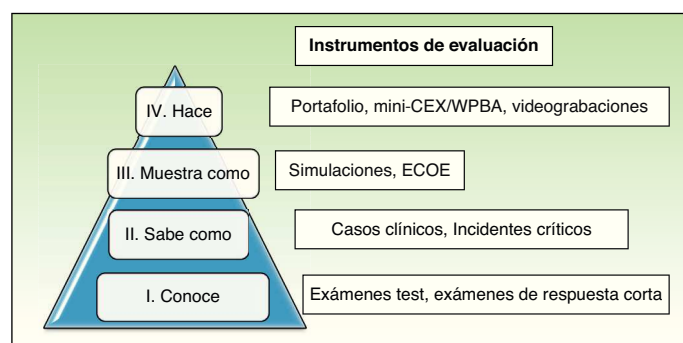 Instrumentos de evaluación
IV. Hace
Portafolio, mini-CEX/WPBA, videograbaciones
III. Muestra como
Simulaciones, ECOE
II. Sabe como
Casos clínicos, Incidentes críticos
I. Conoce
Exámenes test, exámenes de respuesta corta